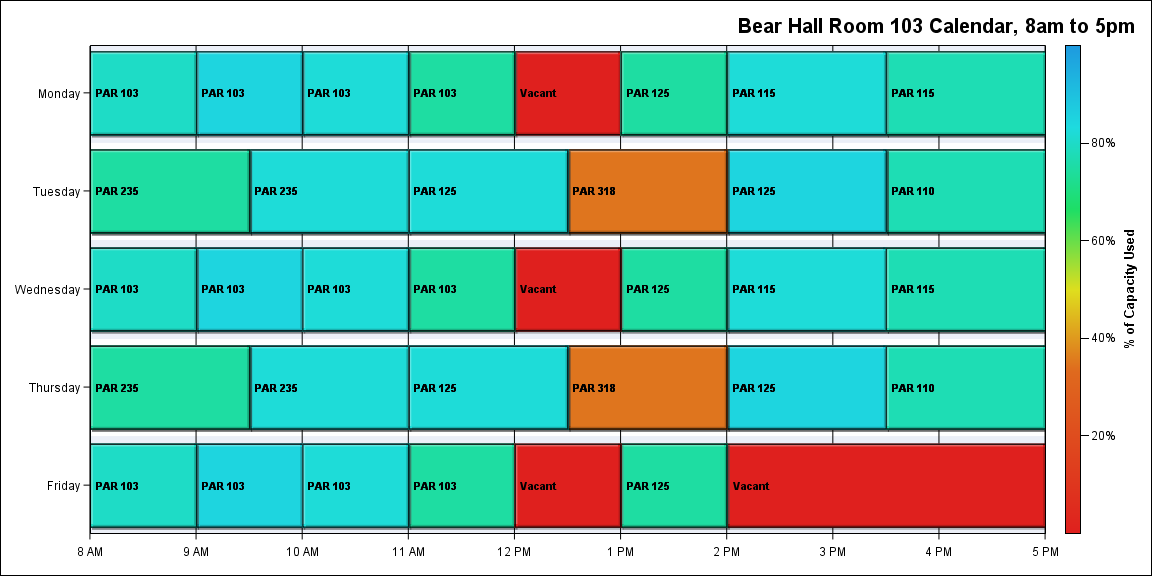 Bear Hall Room 103 Calendar, 8am to 5pm
Monday
PAR 103
PAR 103
PAR 103
PAR 103
Vacant
PAR 125
PAR 115
PAR 115
Tuesday
PAR 235
PAR 235
PAR 125
PAR 318
PAR 125
PAR 110
Wednesday
PAR 103
PAR 103
PAR 103
PAR 103
Vacant
PAR 125
PAR 115
PAR 115
Thursday
PAR 235
PAR 235
PAR 125
PAR 318
PAR 125
PAR 110
Friday
PAR 103
PAR 103
PAR 103
PAR 103
Vacant
PAR 125
Vacant
8 AM
9 AM
10 AM
11 AM
12 PM
1 PM
2 PM
3 PM
4 PM
5 PM
80%
60%
40%
20%
% of Capacity Used